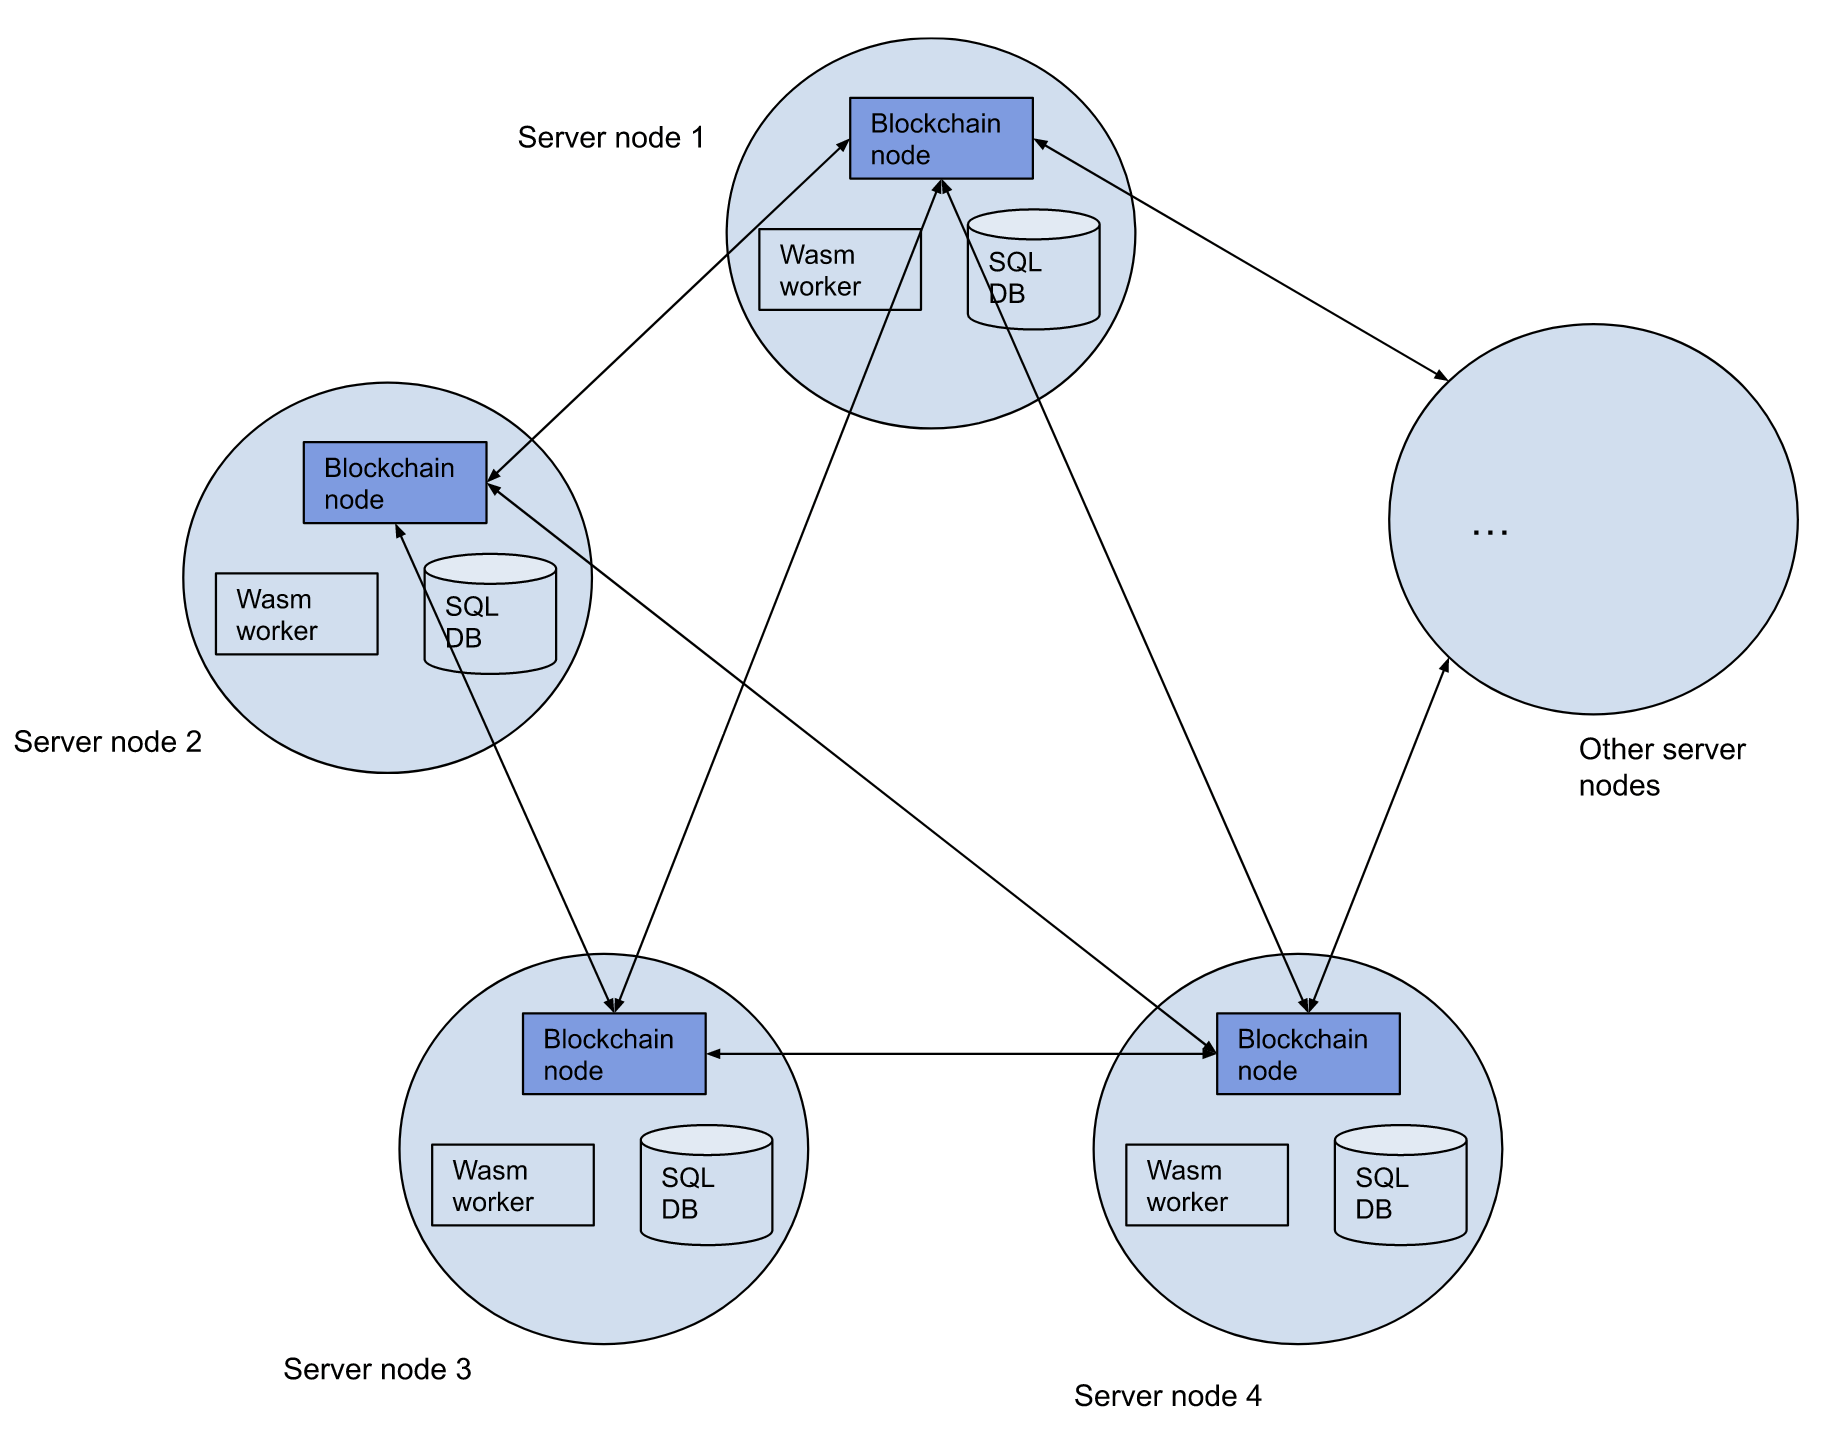 Server node 1
Blockchain
node
Wasm
worker
SQL
DB
Server node 2
Blockchain
node
Wasm
worker
SQL
DB
...
Other server
nodes
Server node 3
Blockchain
node
Wasm
worker
SQL
DB
Server node 4
Blockchain
node
Wasm
worker
SQL
DB